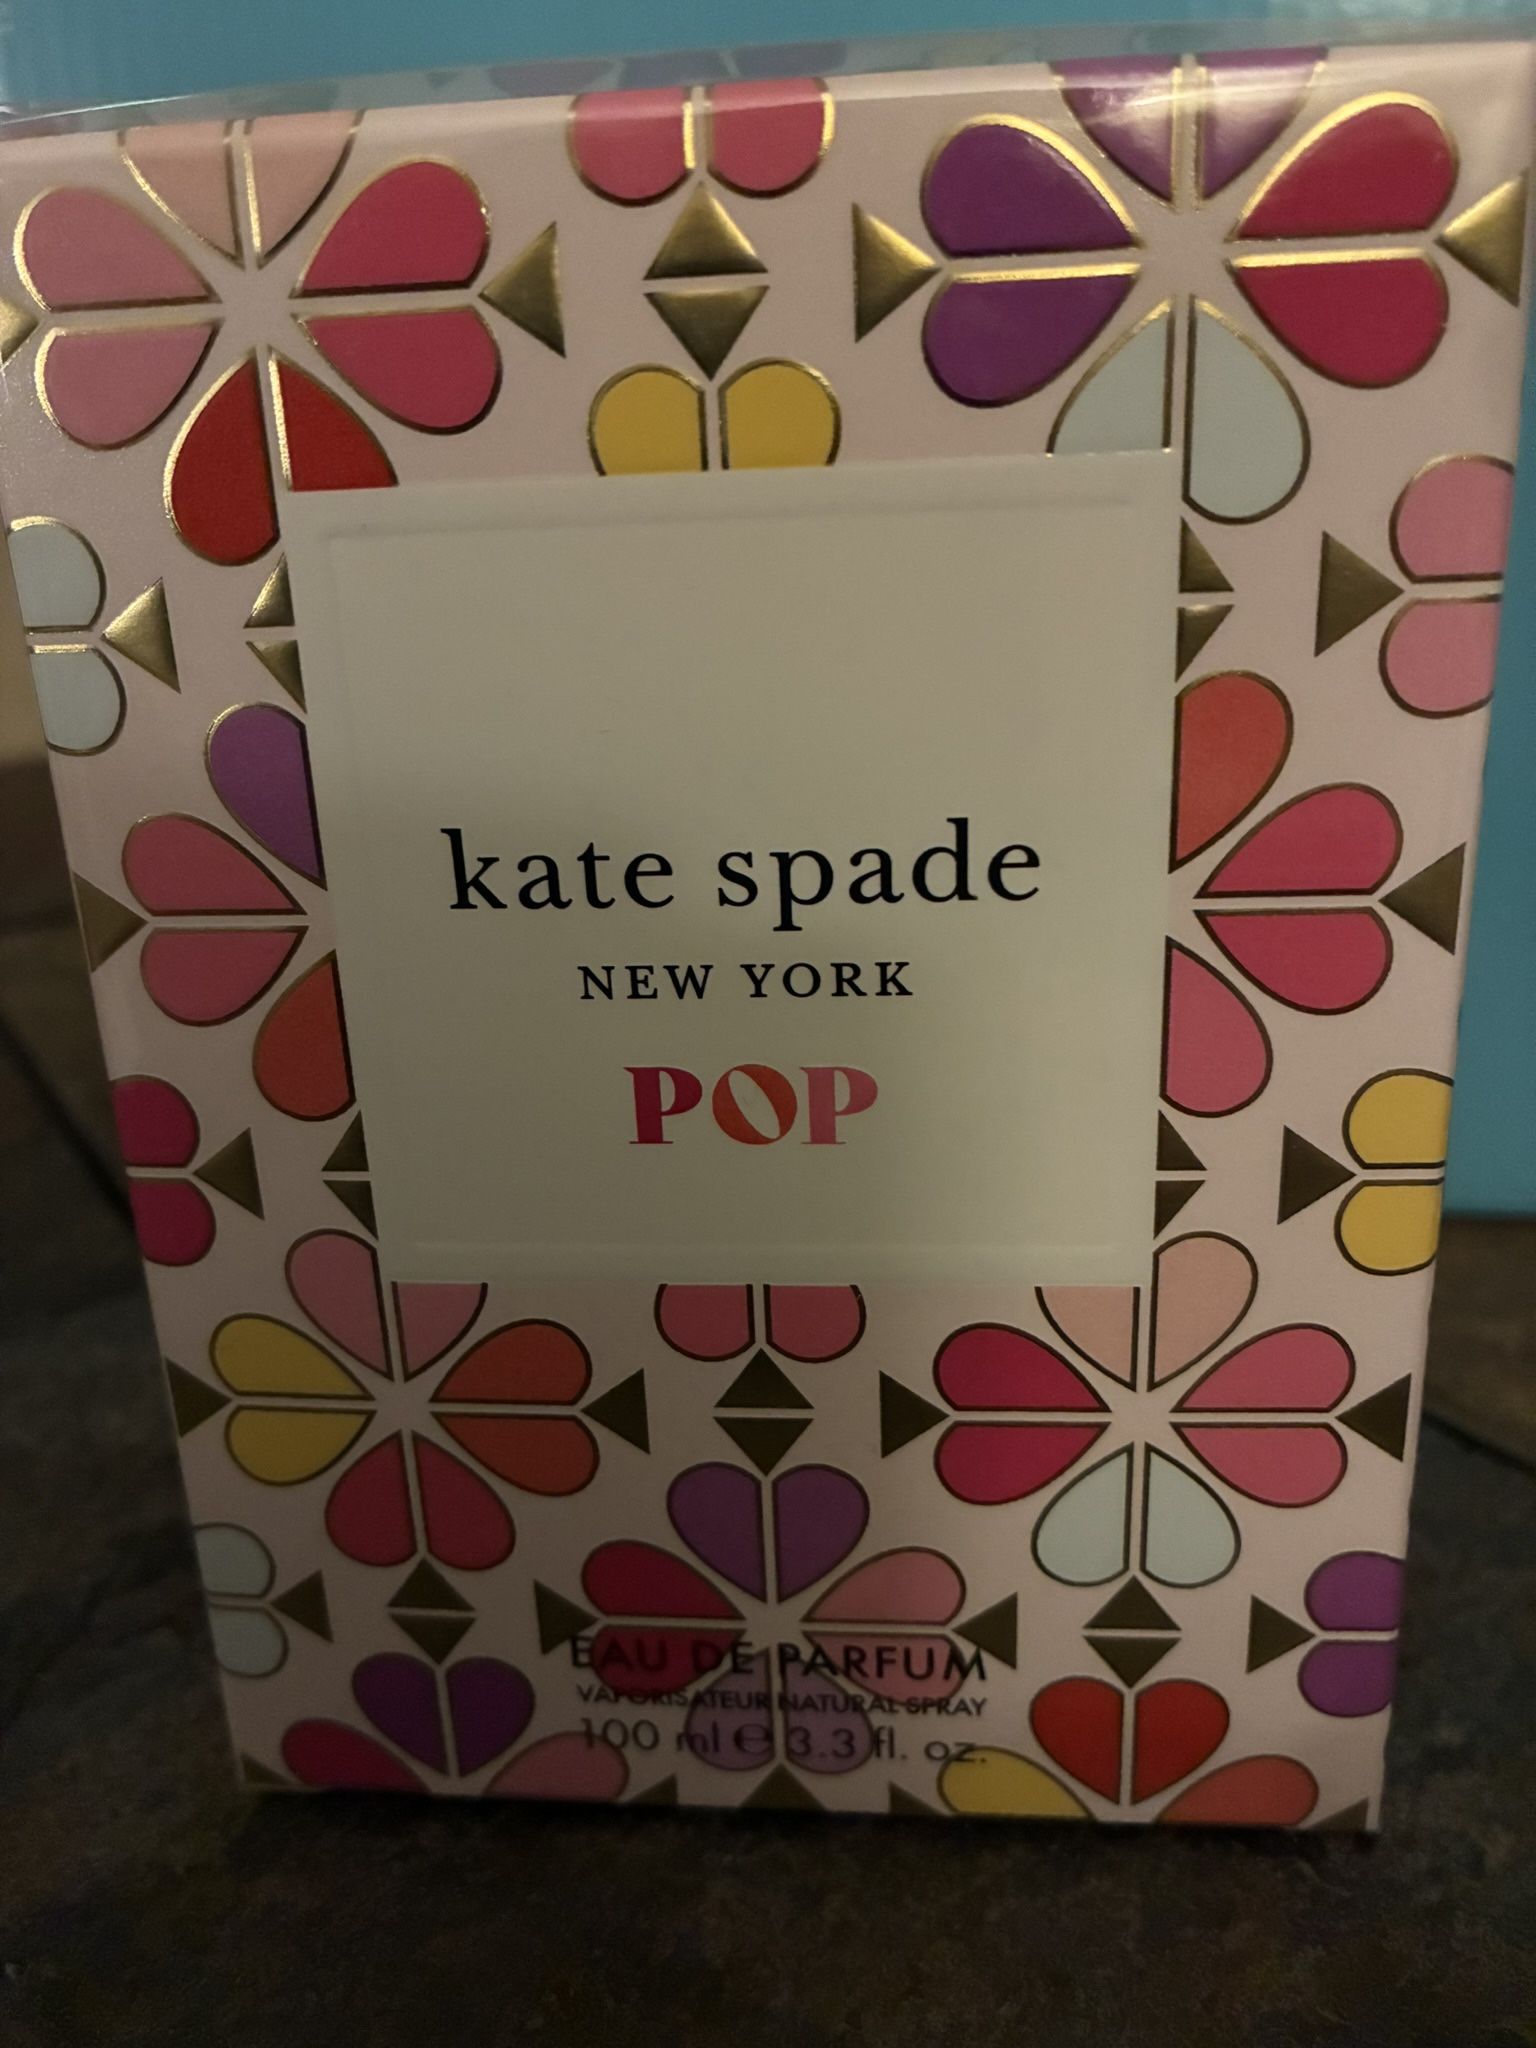 kate spade
NEW YORK
POP
EAU DE PARFUM
VAPORISATEUR NATURAL SPRAY
100 ml ℮ 3.3 fl. oz.